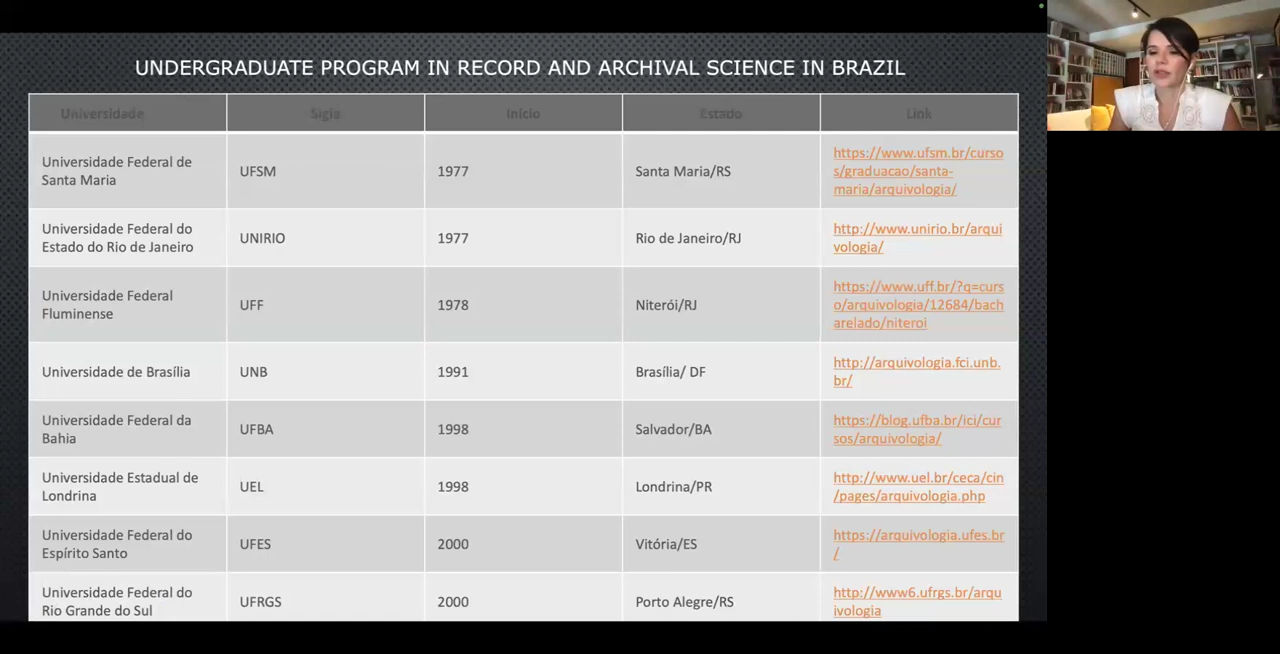 UNDERGRADUATE PROGRAM IN RECORD AND ARCHIVAL SCIENCE IN BRAZIL
Universidade Sigla Início Estado Link
Universidade Federal de
Santa Maria
UFSM
1977
Santa Maria/RS
https://www.ufsm.br/curso
s/graduacao/santa-
maria/arquivologia/
Universidade Federal do
Estado do Rio de Janeiro
UNIRIO
1977
Rio de Janeiro/RJ
http://www.unirio.br/arqui
vologia/
Universidade Federal
Fluminense
UFF
1978
Niterói/RJ
https://www.uff.br/?q=curs
o/arquivologia/12684/bach
arelado/niteroi
Universidade de Brasília
UNB
1991
Brasília/ DF
http://arquivologia.fci.unb.
br/
Universidade Federal da
Bahia
UFBA
1998
Salvador/BA
https://blog.ufba.br/ici/cur
sos/arquivologia/
Universidade Estadual de
Londrina
UEL
1998
Londrina/PR
http://www.uel.br/ceca/cin
/pages/arquivologia.php
Universidade Federal do
Espírito Santo
UFES
2000
Vitória/ES
https://arquivologia.ufes.br
/
Universidade Federal do
Rio Grande do Sul
UFRGS
2000
Porto Alegre/RS
http://www6.ufrgs.br/arqu
ivologia